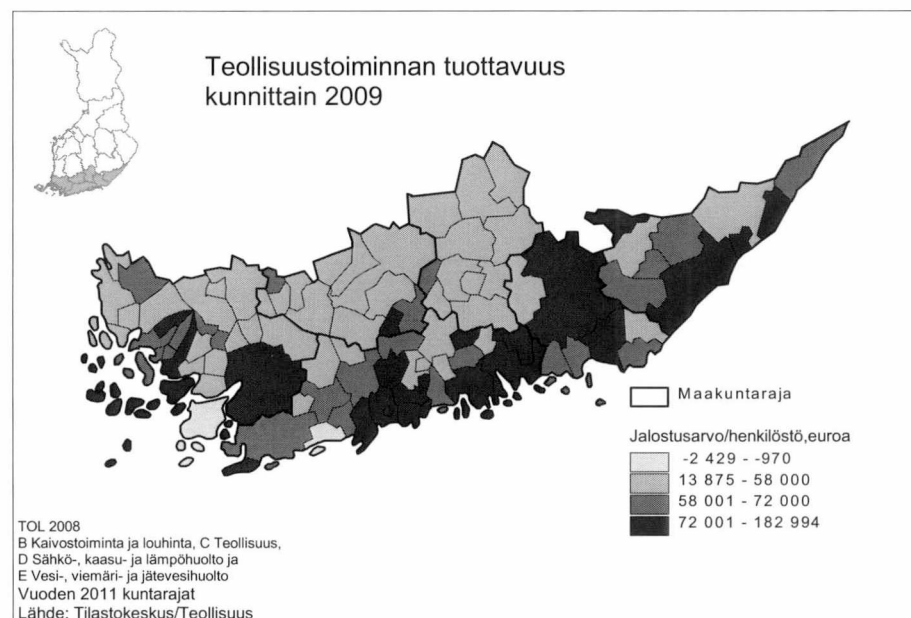 Teollisuustoiminnan tuottavuus
kunnittain 2009
Maakuntaraja
Jalostusarvo/henkilöstö,euroa
-2 429 - -970
13 875 - 58 000
58 001 - 72 000
72 001 - 182 994
TOL 2008
B Kaivostoiminta ja louhinta, C Teollisuus,
D Sähkö-, kaasu- ja lämpöhuolto ja
E Vesi-, viemäri- ja jätevesihuolto
Vuoden 2011 kuntarajat
Lähde: Tilastokeskus/Teollisuus